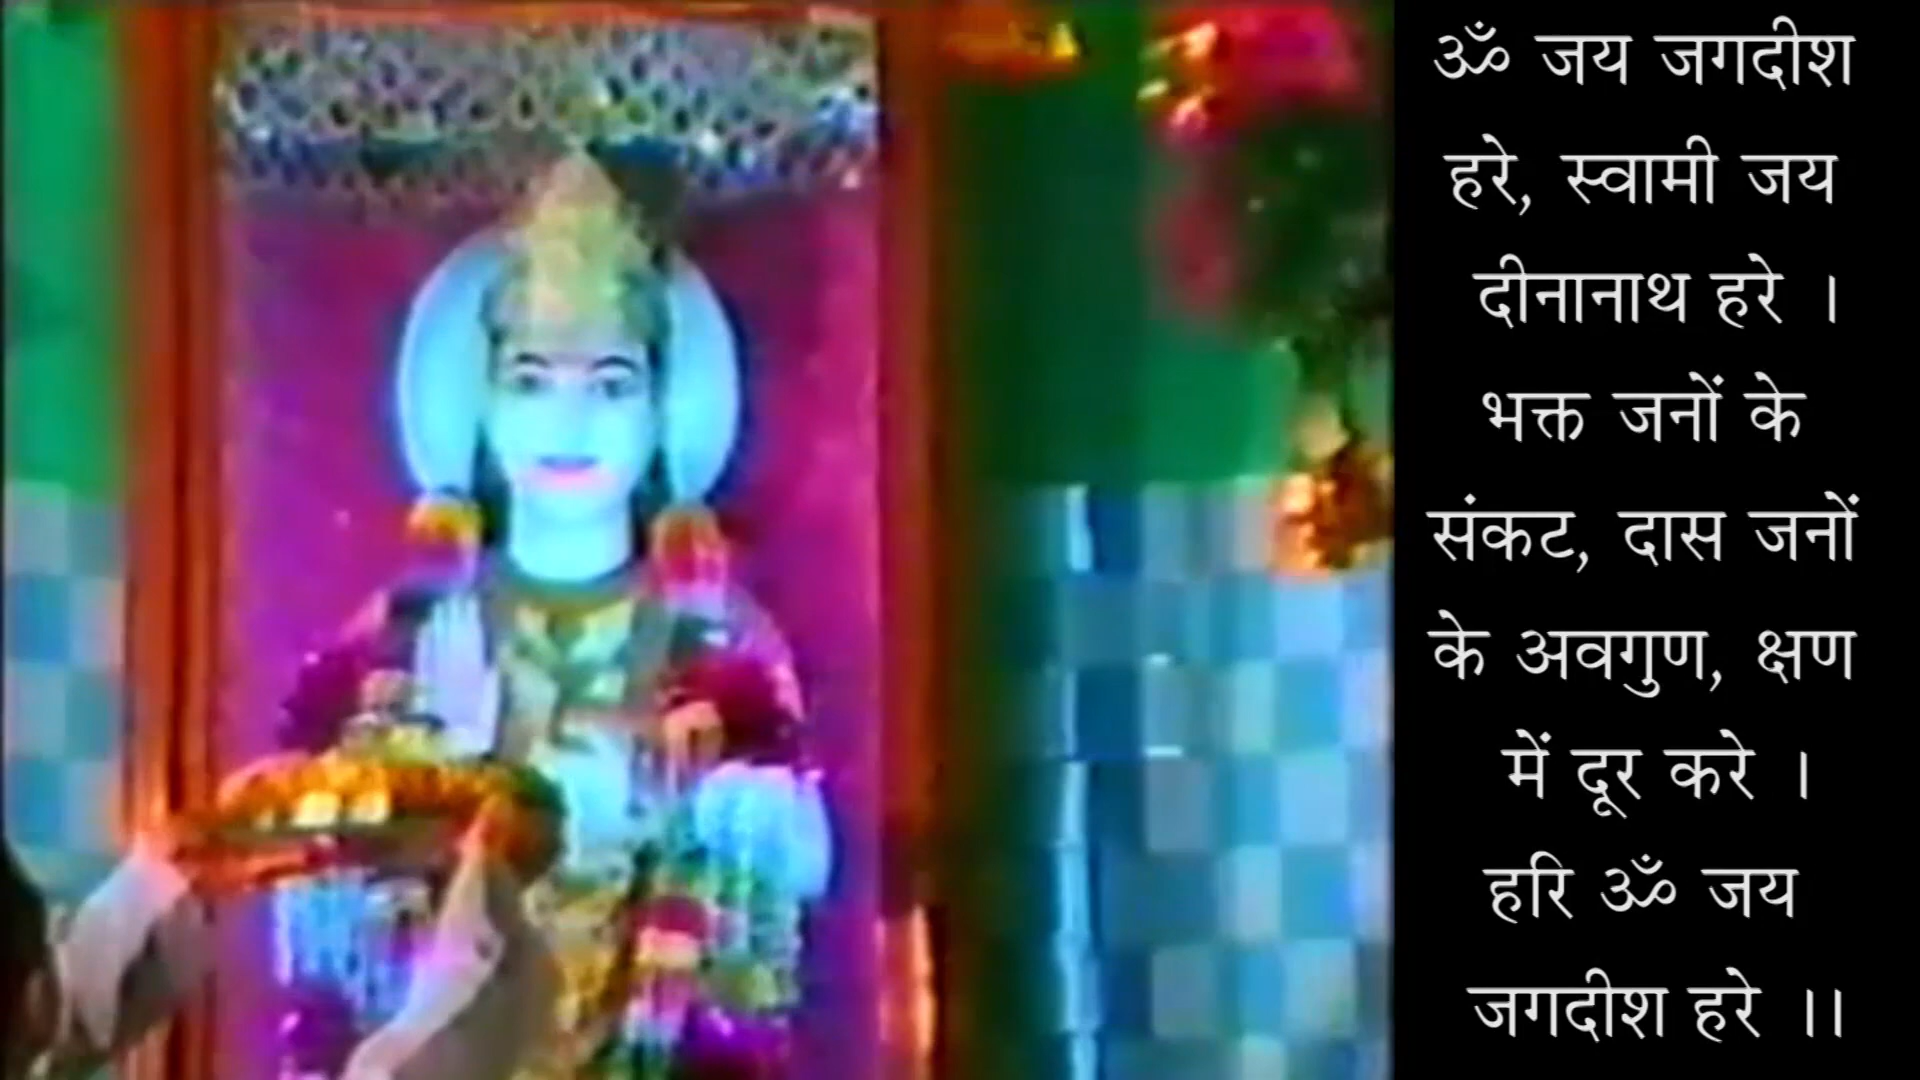 ॐ जय जगदीश
हरे, स्वामी जय
दीनानाथ हरे ।
भक्त जनों के
संकट, दास जनों
के अवगुण, क्षण
में दूर करे ।
हरि ॐ जय
जगदीश हरे ।।